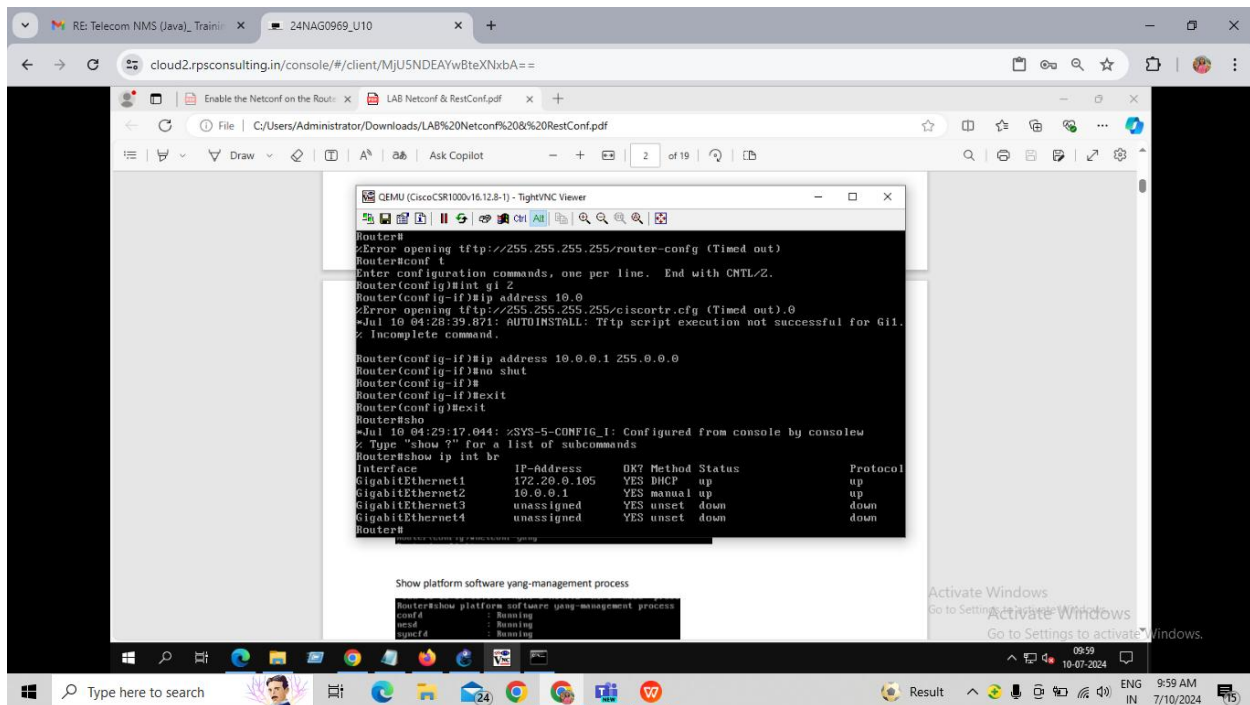 RE: Telecom NMS (Java)_ Trainin
24NAG0969_U10
cloud2.rpsconsulting.in/console/#/client/MjU5NDEAYwBteXNxbA==
Enable the Netconf on the Route
LAB Netconf & RestConf.pdf
File C:/Users/Administrator/Downloads/LAB%20Netconf%20&%20RestConf.pdf
Draw Ask Copilot 2 of 19
QEMU (CiscoCSR1000v16.12.8-1) - TightVNC Viewer
Ctrl Alt
Router#
%Error opening tftp://255.255.255.255/router-confg (Timed out)
Router#conf t
Enter configuration commands, one per line.  End with CNTL/Z.
Router(config)#int gi 2
Router(config-if)#ip address 10.0
%Error opening tftp://255.255.255.255/ciscortr.cfg (Timed out).0
*Jul 10 04:28:39.871: AUTOINSTALL: Tftp script execution not successful for Gi1.
% Incomplete command.
Router(config-if)#ip address 10.0.0.1 255.0.0.0
Router(config-if)#no shut
Router(config-if)#
Router(config-if)#exit
Router(config)#exit
Router#sho
*Jul 10 04:29:17.044: %SYS-5-CONFIG_I: Configured from console by consolew
% Type "show ?" for a list of subcommands
Router#show ip int br
Interface IP-Address OK? Method Status Protocol
GigabitEthernet1 172.20.0.105 YES DHCP up up
GigabitEthernet2 10.0.0.1 YES manual up up
GigabitEthernet3 unassigned YES unset down down
GigabitEthernet4 unassigned YES unset down down
Router#
Show platform software yang-management process
Router#show platform software yang-management process
confd : Running
nesd : Running
syncfd : Running
Activate Windows
Go to Settings to activate Windows.
Activate Windows
Go to Settings to activate Windows.
09:59
10-07-2024
Type here to search
24
NEW
Result
ENG
IN
9:59 AM
7/10/2024
15